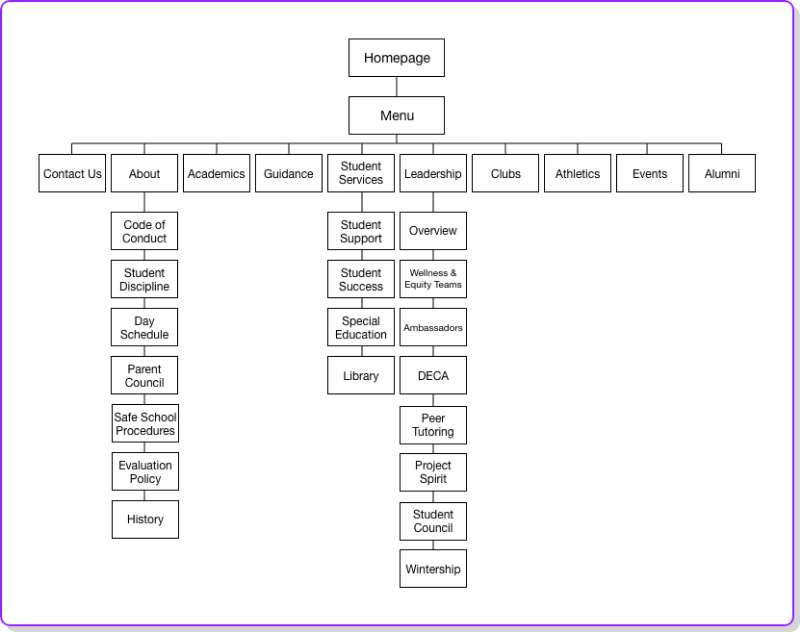 Homepage
Menu
Contact Us
About
Academics
Guidance
Student
Services
Leadership
Clubs
Athletics
Events
Alumni
Code of
Conduct
Student
Discipline
Day
Schedule
Parent
Council
Safe School
Procedures
Evaluation
Policy
History
Student
Support
Student
Success
Special
Education
Library
Overview
Wellness &
Equity Teams
Ambassadors
DECA
Peer
Tutoring
Project
Spirit
Student
Council
Wintership